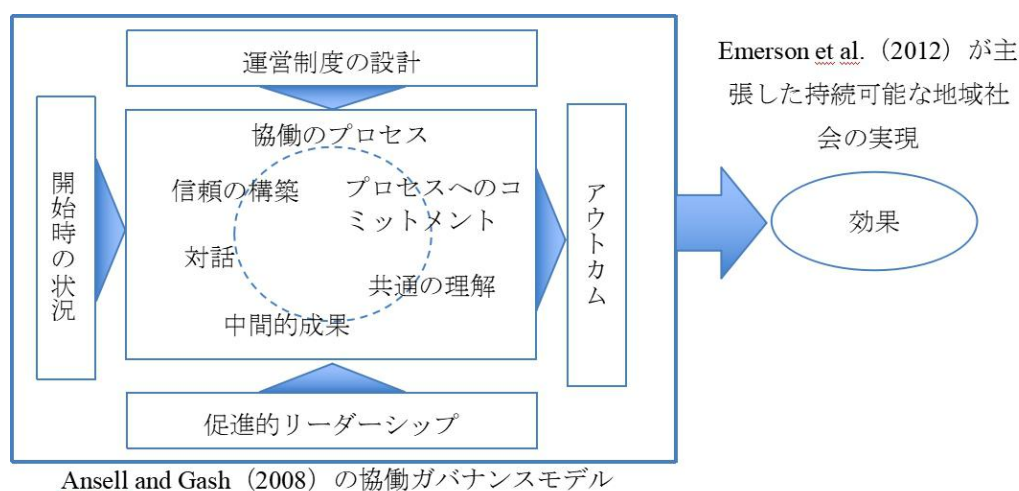 運営制度の設計
Emerson et al.（2012）が主
張した持続可能な地域社
会の実現
開始時の状況
協働のプロセス
信頼の構築
プロセスへのコ
ミットメント
対話
共通の理解
中間的成果
アウトカム
効果
促進的リーダーシップ
Ansell and Gash（2008）の協働ガバナンスモデル